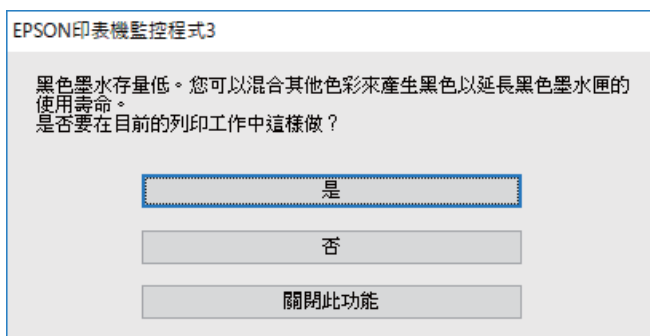 EPSON印表機監控程式3
黑色墨水存量低。您可以混合其他色彩來產生黑色以延長黑色墨水匣的
使用壽命。
是否要在目前的列印工作中這樣做？
是
否
關閉此功能